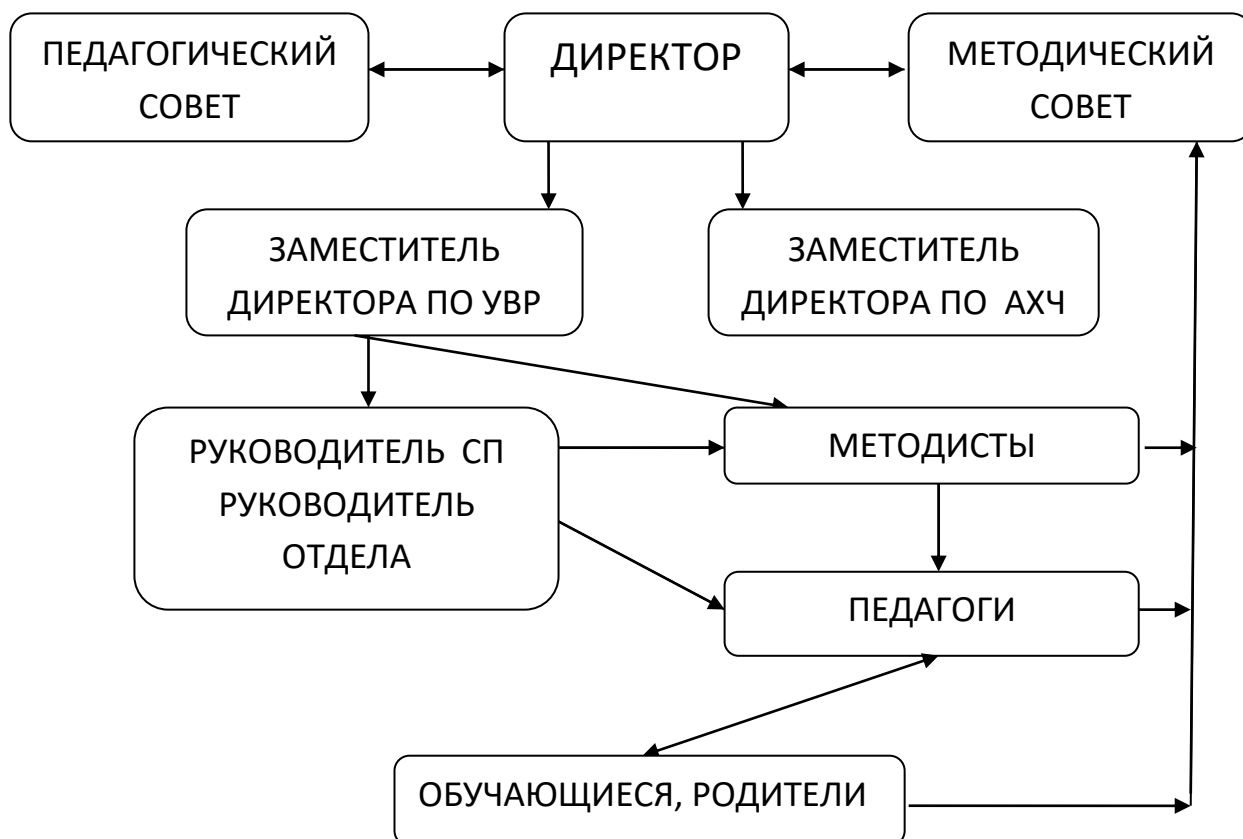 ПЕДАГОГИЧЕСКИЙ
СОВЕТ
ДИРЕКТОР
МЕТОДИЧЕСКИЙ
СОВЕТ
ЗАМЕСТИТЕЛЬ
ДИРЕКТОРА ПО УВР
ЗАМЕСТИТЕЛЬ
ДИРЕКТОРА ПО АХЧ
РУКОВОДИТЕЛЬ СП
РУКОВОДИТЕЛЬ
ОТДЕЛА
МЕТОДИСТЫ
ПЕДАГОГИ
ОБУЧАЮЩИЕСЯ, РОДИТЕЛИ